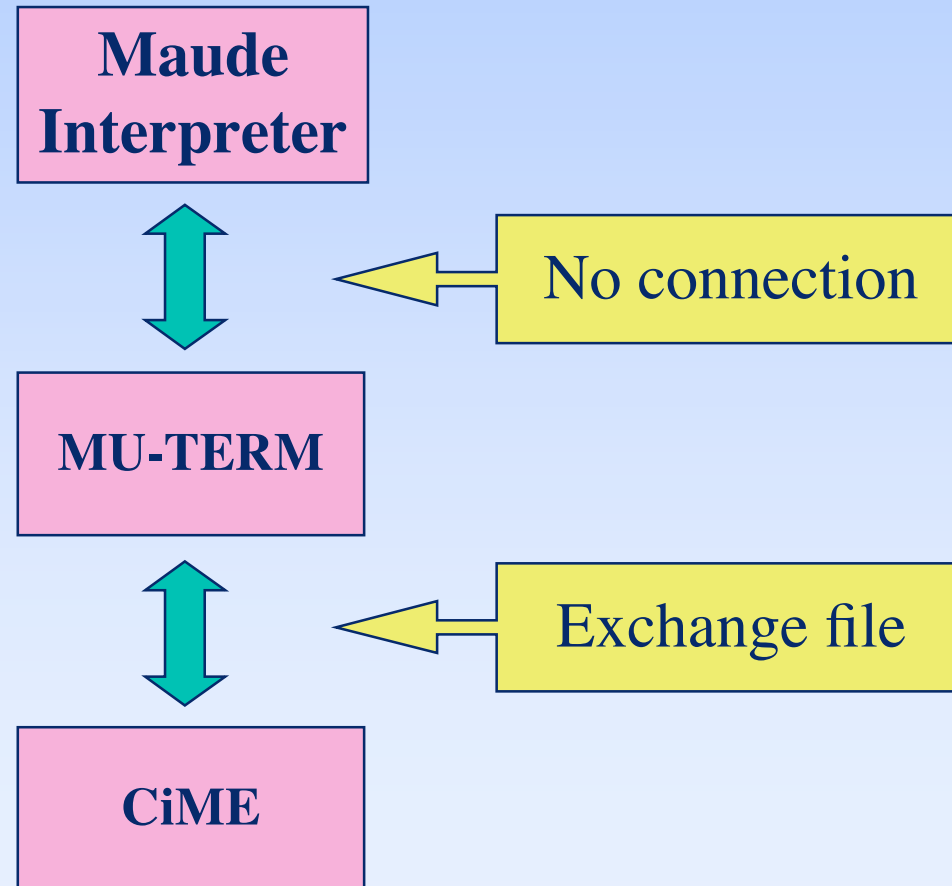 Maude
Interpreter
No connection
MU-TERM
Exchange file
CiME